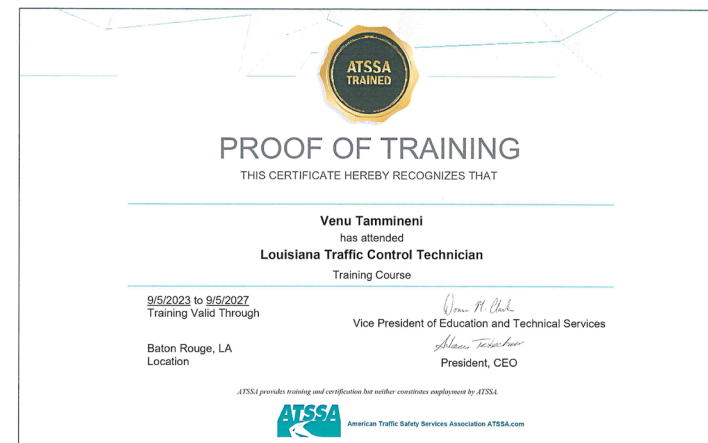 ATSSA
TRAINED
PROOF OF TRAINING
THIS CERTIFICATE HEREBY RECOGNIZES THAT
Venu Tammineni
has attended
Louisiana Traffic Control Technician
Training Course
9/5/2023 to 9/5/2027
Training Valid Through
Vice President of Education and Technical Services
Baton Rouge, LA
Location
President, CEO
ATSSA provides training and certification but neither constitutes employment by ATSSA.
ATSSA
American Traffic Safety Services Association ATSSA.com